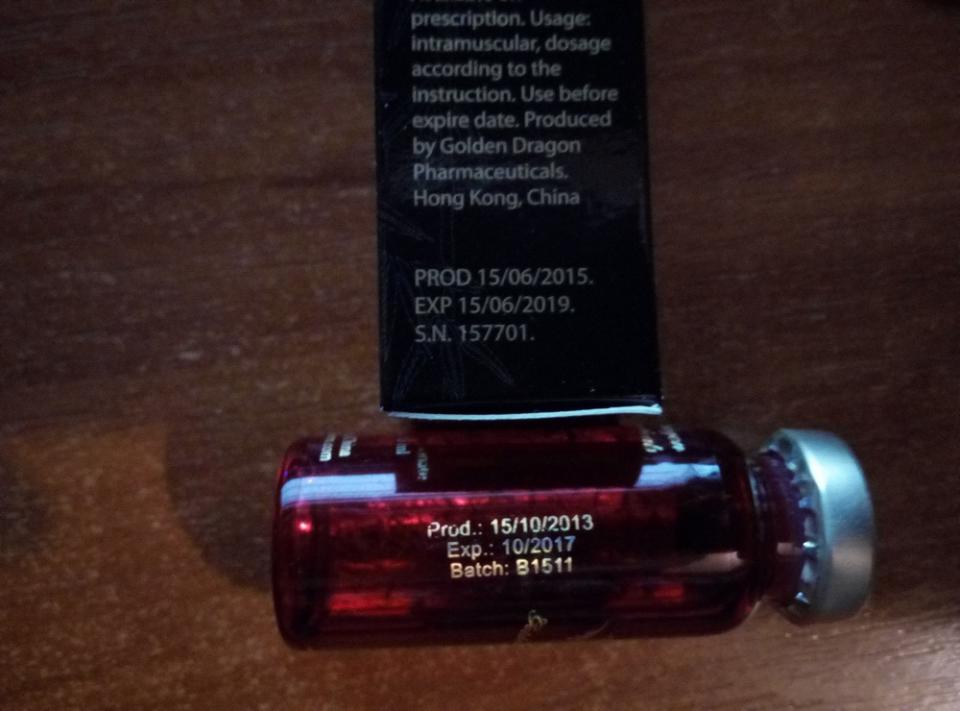 prescription. Usage:
intramuscular, dosage
according to the
instruction. Use before
expire date. Produced
by Golden Dragon
Pharmaceuticals.
Hong Kong, China
PROD 15/06/2015.
EXP 15/06/2019.
S.N. 157701.
Prod.: 15/10/2013
Exp.: 10/2017
Batch: B1511